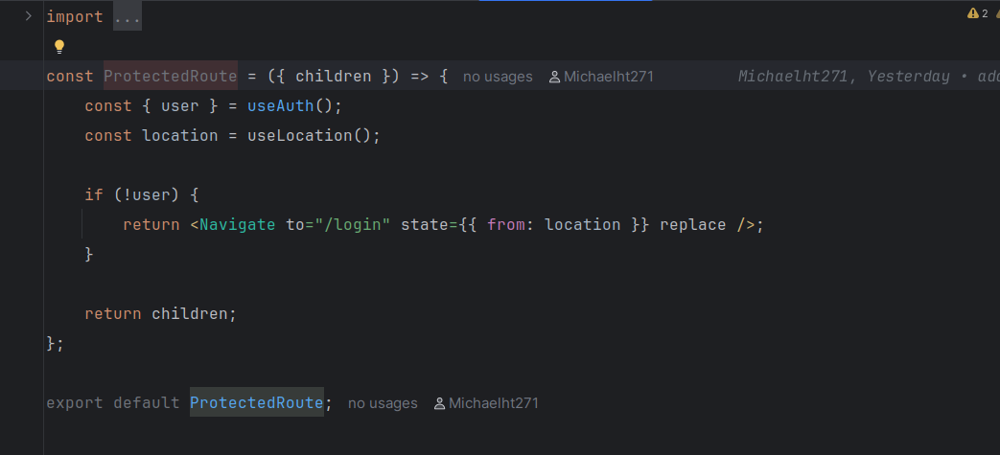 import ...
const ProtectedRoute = ({ children }) => { no usages Michaelht271 Michaelht271, Yesterday •
const { user } = useAuth();
const location = useLocation();
if (!user) {
return <Navigate to="/login" state={{ from: location }} replace />;
}
return children;
};
export default ProtectedRoute; no usages Michaelht271
2